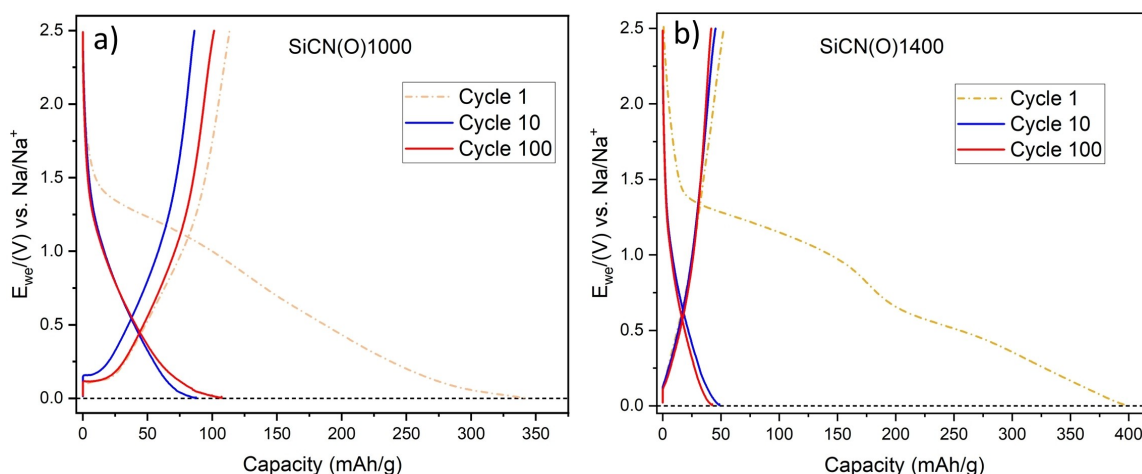 a)
SiCN(O)1000
Cycle 1
Cycle 10
Cycle 100
E_we/(V) vs. Na/Na⁺
2.5
2.0
1.5
1.0
0.5
0.0
0 50 100 150 200 250 300 350
Capacity (mAh/g)
b)
SiCN(O)1400
Cycle 1
Cycle 10
Cycle 100
E_we/(V) vs. Na/Na⁺
2.5
2.0
1.5
1.0
0.5
0.0
0 50 100 150 200 250 300 350 400
Capacity (mAh/g)